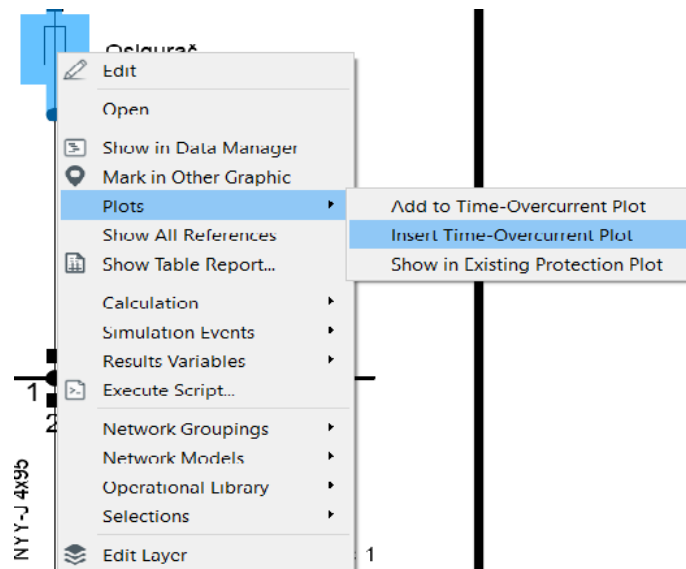 Osigurač
Edit
Open
Show in Data Manager
Mark in Other Graphic
Plots
Show All References
Show Table Report...
Calculation
Simulation Events
Results Variables
Execute Script...
Network Groupings
Network Models
Operational Library
Selections
Edit Layer
Add to Time-Overcurrent Plot
Insert Time-Overcurrent Plot
Show in Existing Protection Plot
1
2
NYY-J 4x95
1